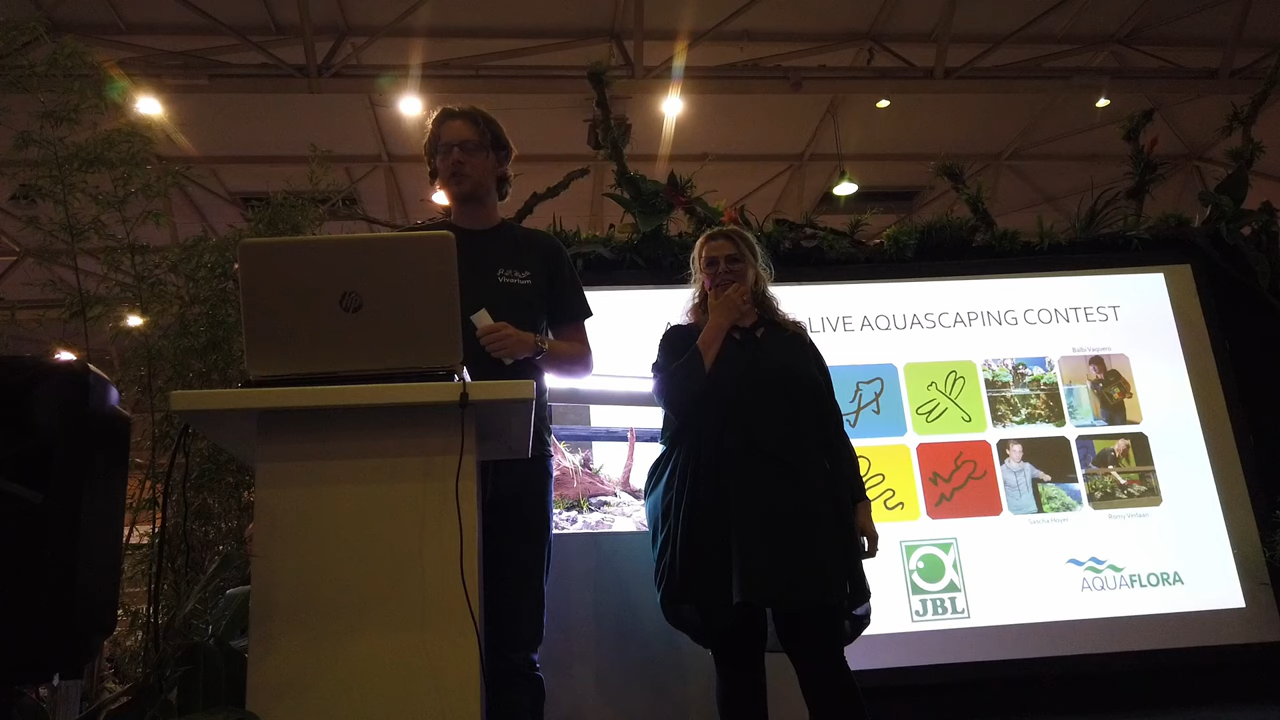 hp
Vivarium
LIVE AQUASCAPING CONTEST
Balbi Vaquero
Sascha Hoyer
Romy Verlaan
JBL
AQUAFLORA